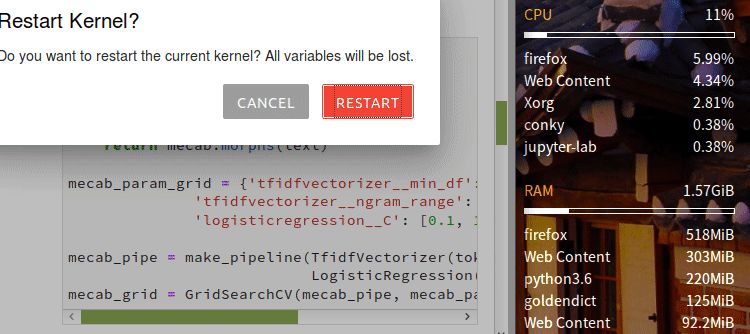 Restart Kernel?
Do you want to restart the current kernel? All variables will be lost.
CANCEL RESTART
return mecab.morphs(text)
mecab_param_grid = {'tfidfvectorizer__min_df':
'tfidfvectorizer__ngram_range':
'logisticregression__C': [0.1, 1
mecab_pipe = make_pipeline(TfidfVectorizer(tok
LogisticRegression(
mecab_grid = GridSearchCV(mecab_pipe, mecab_pa
CPU 11%
firefox 5.99%
Web Content 4.34%
Xorg 2.81%
conky 0.38%
jupyter-lab 0.38%
RAM 1.57GiB
firefox 518MiB
Web Content 303MiB
python3.6 220MiB
goldendict 125MiB
Web Content 92.2MiB